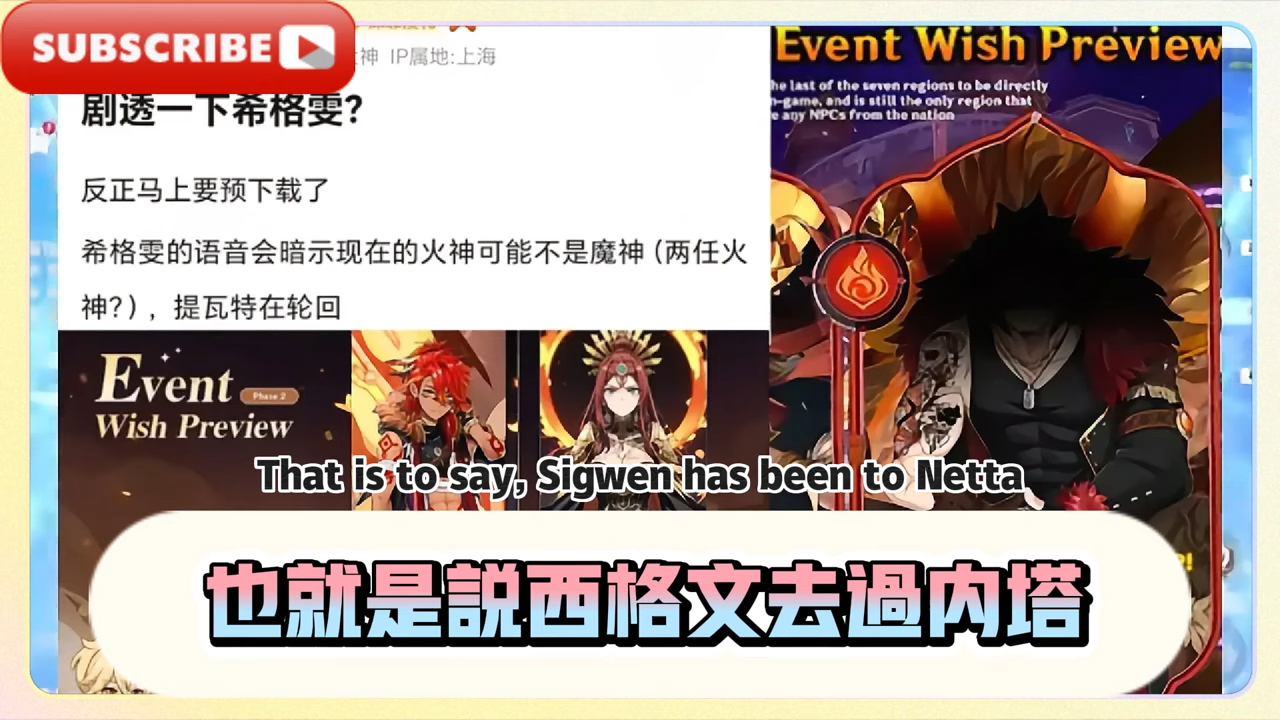 SUBSCRIBE
神 IP属地:上海
剧透一下希格雯?
反正马上要预下载了
希格雯的语音会暗示现在的火神可能不是魔神(两任火
神?),提瓦特在轮回
Event Wish Preview
he last of the seven regions to be directly
n-game, and is still the only region that
e any NPCs from the nation
Event
Phase 2
Wish Preview
That is to say, Sigwen has been to Netta
也就是説西格文去過内塔